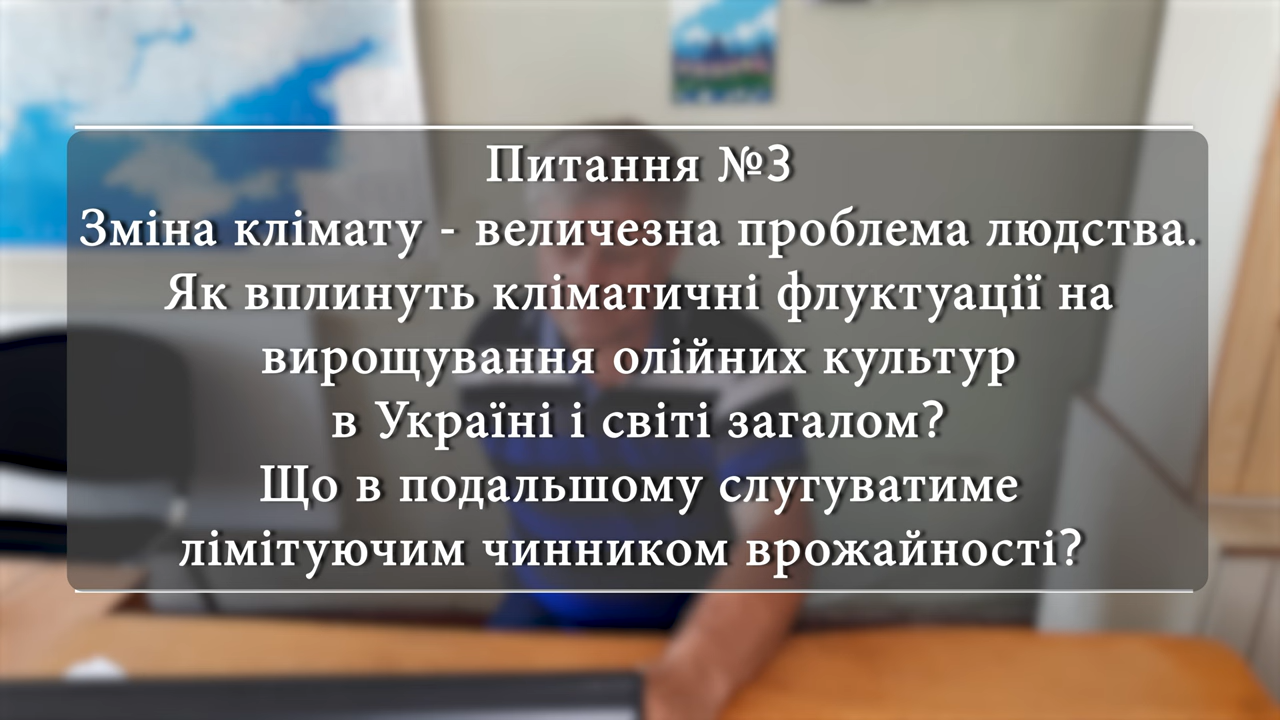 Питання №3
Зміна клімату - величезна проблема людства.
Як вплинуть кліматичні флуктуації на
вирощування олійних культур
в Україні і світі загалом?
Що в подальшому слугуватиме
лімітуючим чинником врожайності?